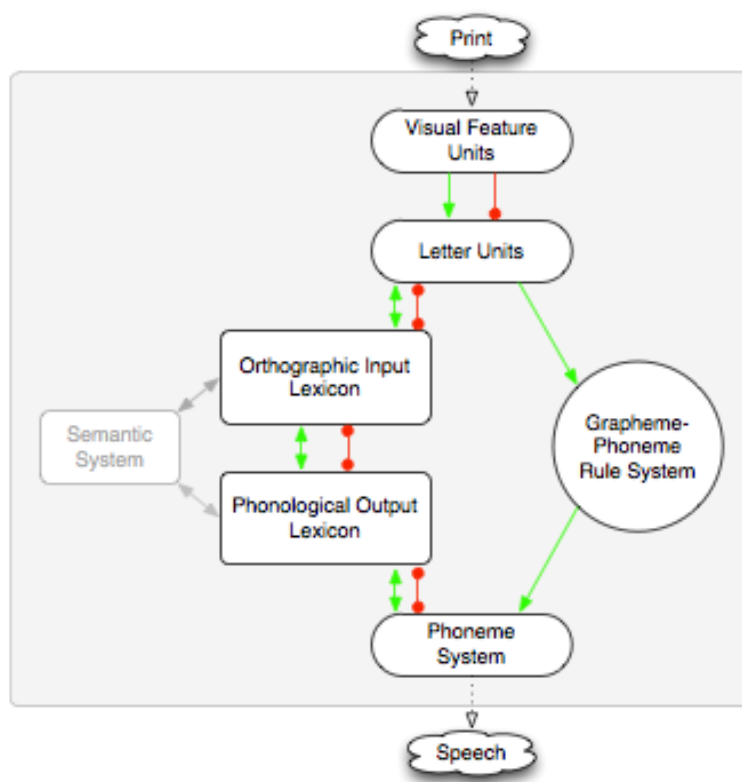 Print
Visual Feature
Units
Letter Units
Orthographic Input
Lexicon
Semantic
System
Grapheme-
Phoneme
Rule System
Phonological Output
Lexicon
Phoneme
System
Speech